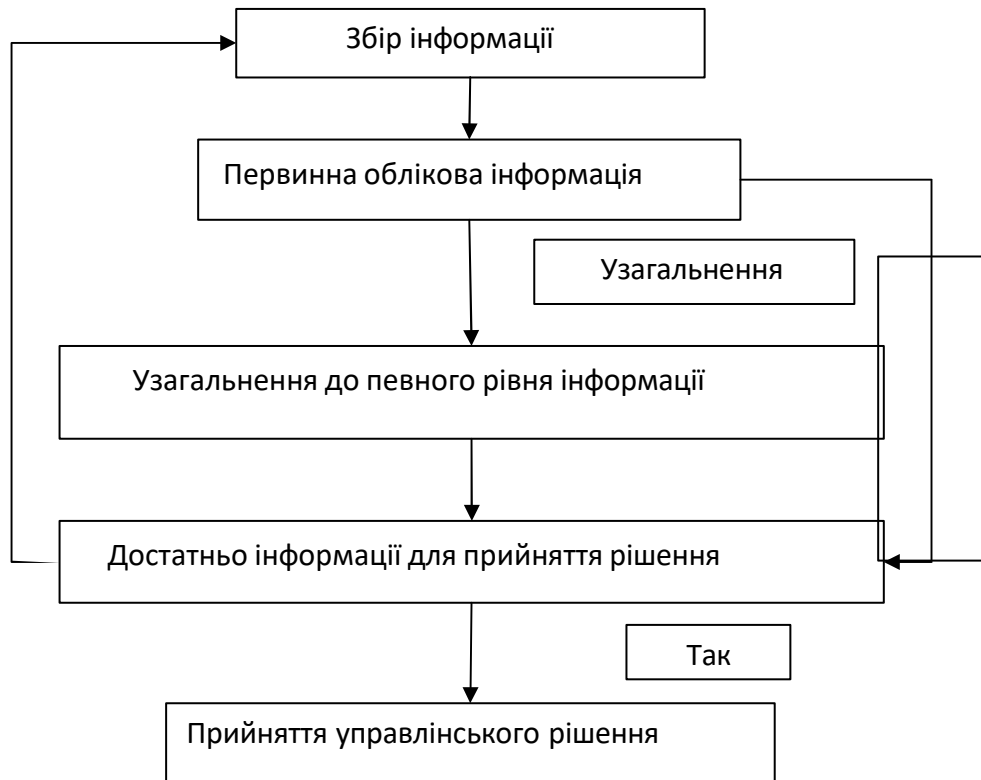 Збір інформації
Первинна облікова інформація
Узагальнення
Узагальнення до певного рівня інформації
Достатньо інформації для прийняття рішення
Так
Прийняття управлінського рішення